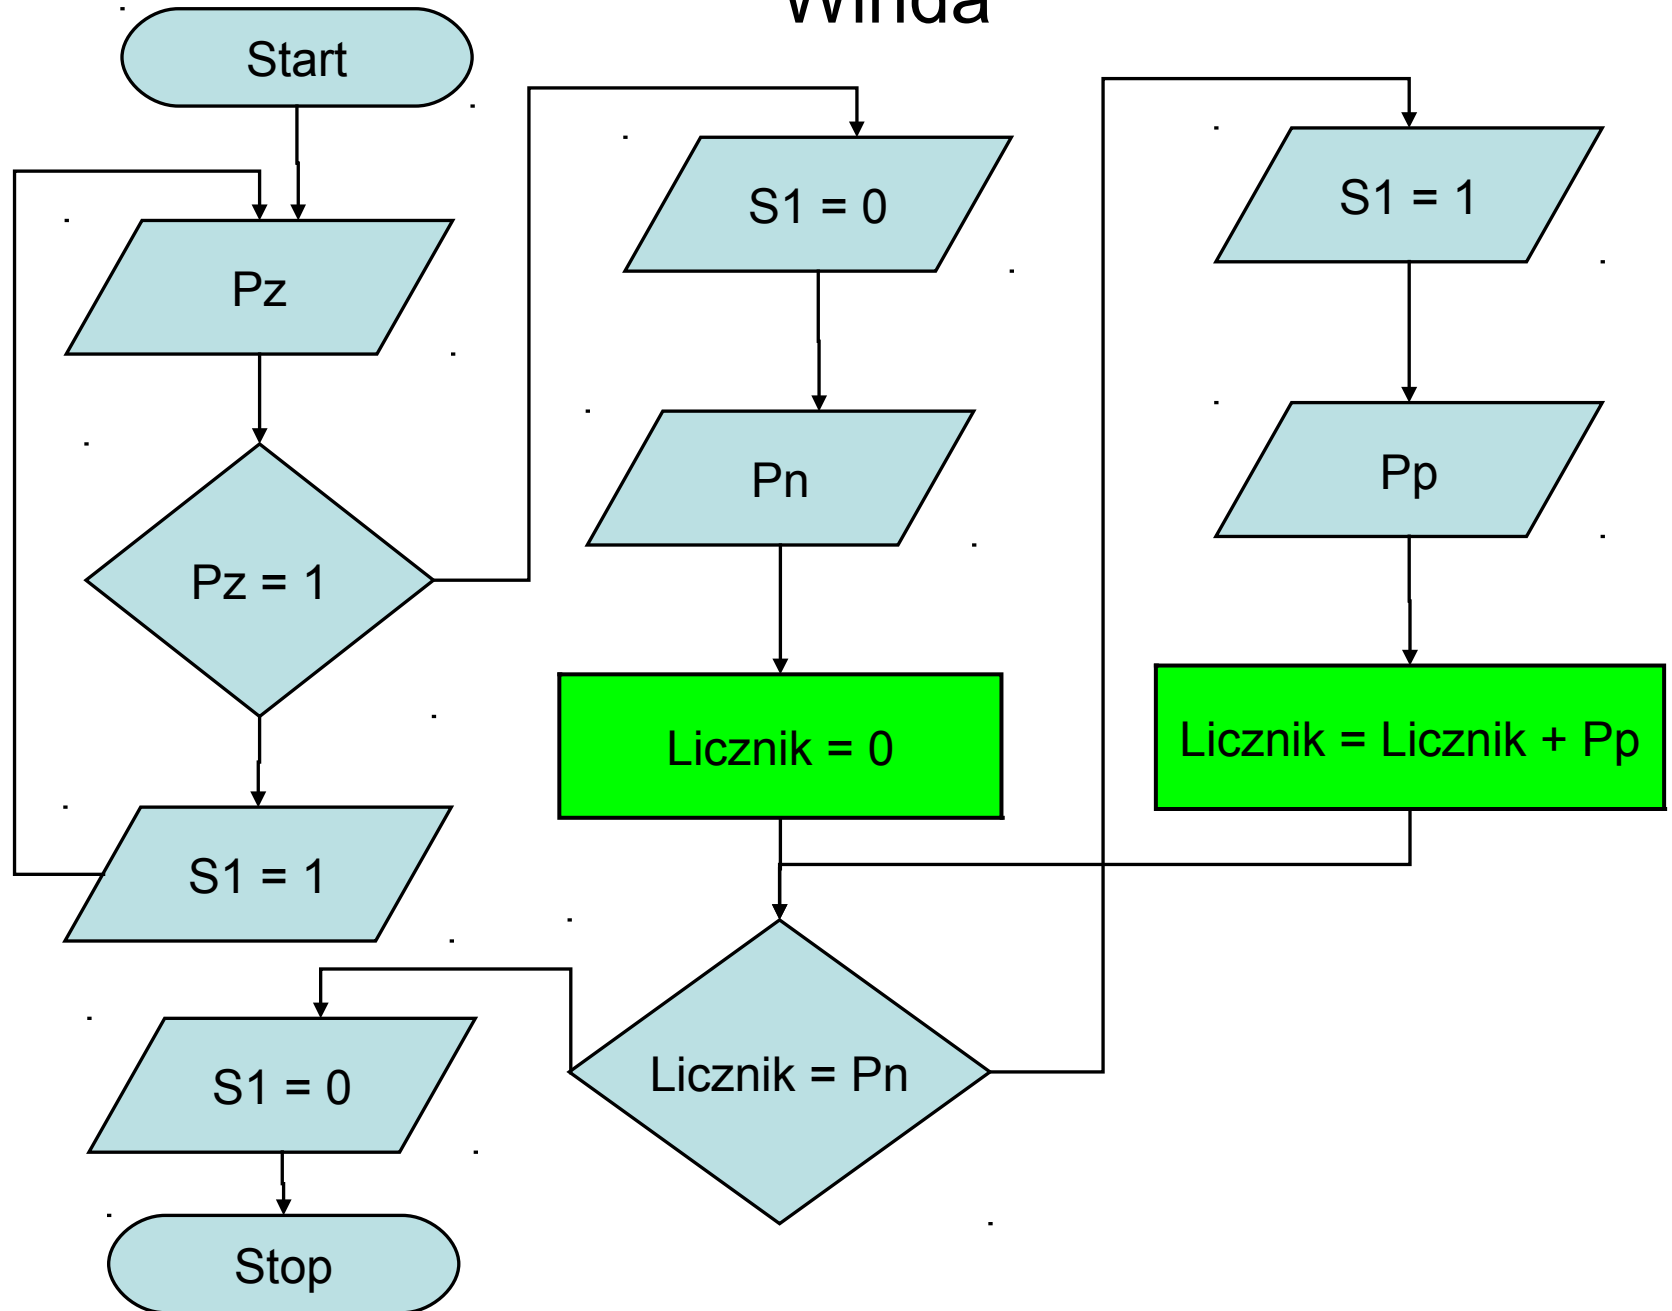 Winda
Start
Pz
Pz = 1
S1 = 1
S1 = 0
Pn
Licznik = 0
Licznik = Pn
S1 = 1
Pp
Licznik = Licznik + Pp
S1 = 0
Stop